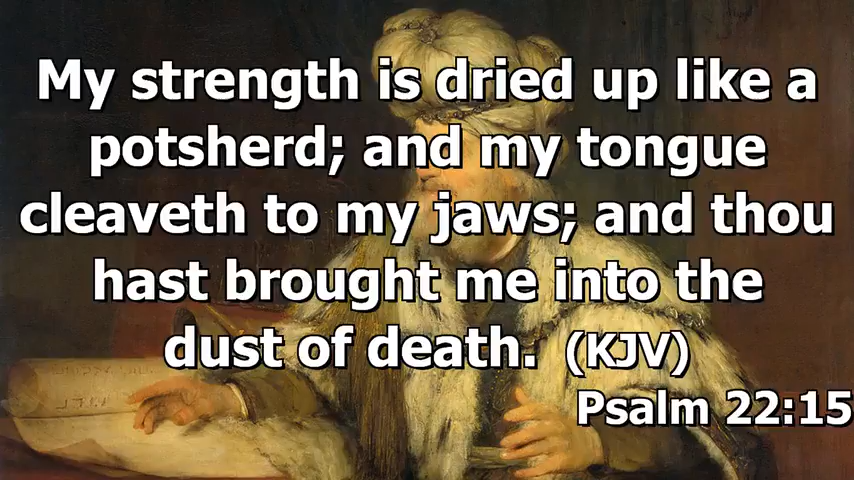 My strength is dried up like a
potsherd; and my tongue
cleaveth to my jaws; and thou
hast brought me into the
dust of death. (KJV)
Psalm 22:15